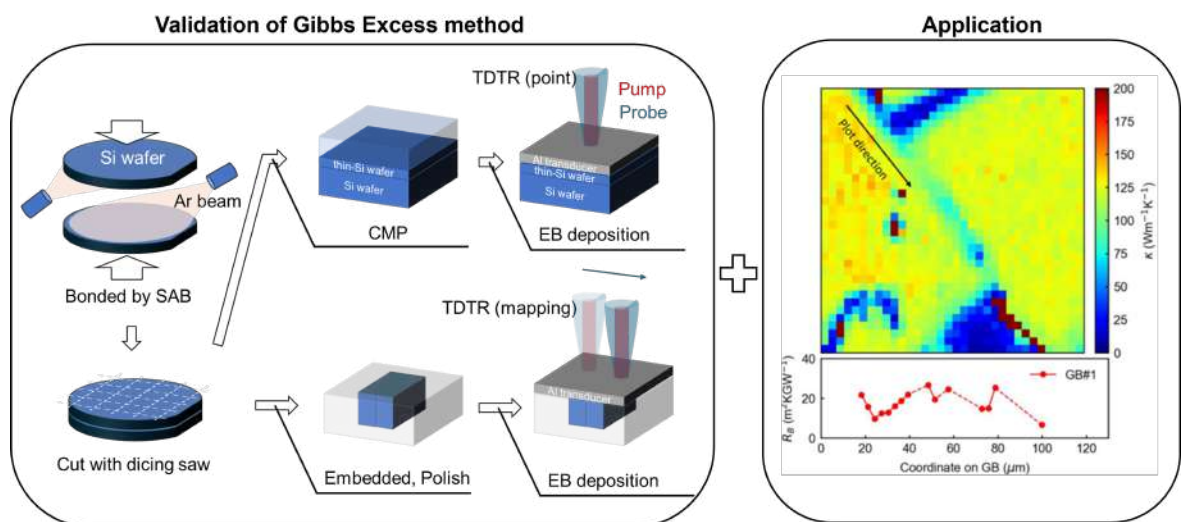 Validation of Gibbs Excess method
Si wafer
Ar beam
Bonded by SAB
Cut with dicing saw
thin-Si wafer
Si wafer
CMP
TDTR (point)
Pump
Probe
Al transducer
thin-Si wafer
Si wafer
EB deposition
Embedded, Polish
TDTR (mapping)
Al transducer
EB deposition
Application
Plot direction
200
175
150
125
100
75
50
25
0
κ (Wm⁻¹K⁻¹)
40
20
0
R_B (m²KGW⁻¹)
GB#1
0 20 40 60 80 100 120
Coordinate on GB (μm)